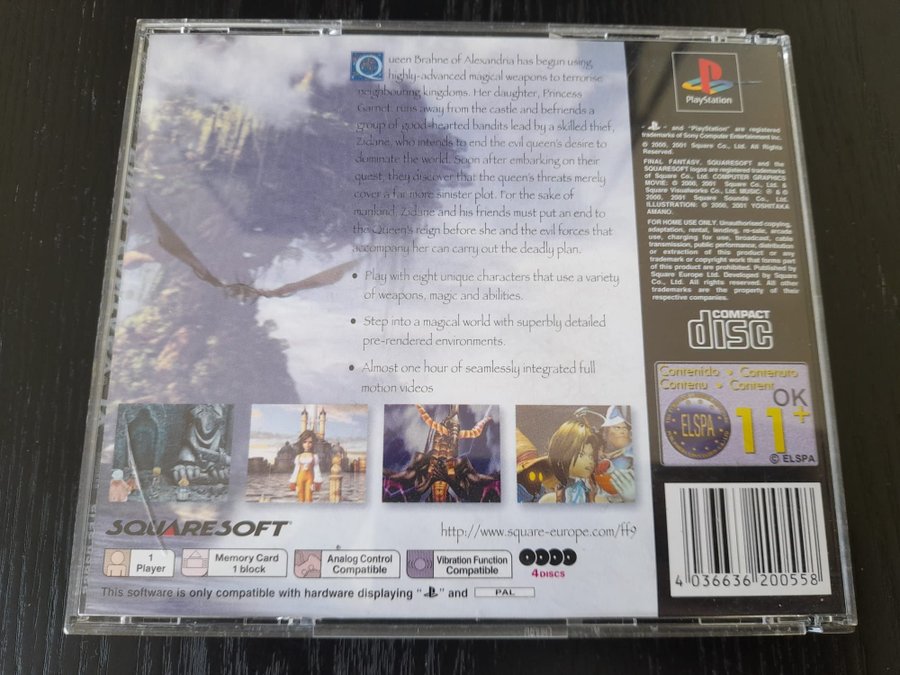 Queen Brahne of Alexandria has begun using
highly-advanced magical weapons to terrorise
neighbouring kingdoms. Her daughter, Princess
Garnet runs away from the castle and befriends a
group of good-hearted bandits lead by a skilled thief,
Zidane, who intends to end the evil queen's desire to
dominate the world. Soon after embarking on their
quest, they discover that the queen's threats merely
cover a far more sinister plot. For the sake of
mankind, Zidane and his friends must put an end to
the Queen's reign before she and the evil forces that
accompany her can carry out the deadly plan.
• Play with eight unique characters that use a variety
of weapons, magic and abilities.
• Step into a magical world with superbly detailed
pre-rendered environments.
• Almost one hour of seamlessly integrated full
motion videos
SQUARESOFT
http://www.square-europe.com/ff9
1
Player
Memory Card
1 block
Analog Control
Compatible
Vibration Function
Compatible
4 DISCS
This software is only compatible with hardware displaying " " and PAL
PlayStation
" " and "PlayStation" are registered
trademarks of Sony Computer Entertainment Inc.
© 2000, 2001 Square Co., Ltd. All Rights
Reserved.
FINAL FANTASY, SQUARESOFT and the
SQUARESOFT logos are registered trademarks
of Square Co., Ltd. COMPUTER GRAPHICS
MOVIE: © 2000, 2001 Square Co., Ltd. &
Square Visualworks Co., Ltd. MUSIC: ℗ & ©
2000, 2001 Square Sounds Co., Ltd.
ILLUSTRATION: © 2000, 2001 YOSHITAKA
AMANO.
FOR HOME USE ONLY. Unauthorised copying,
adaptation, rental, lending, re-sale, arcade
use, charging for use, broadcast, cable
transmission, public performance, distribution
or extraction of this product or any
trademark or copyright work that forms part
of this product are prohibited. Published by
Square Europe Ltd. Developed by Square
Co., Ltd. All rights reserved. All other
trademarks are the property of their
respective companies.
COMPACT
disc
Contenido • Contenuto
Contenu • Content
ELSPA
OK
11+
© ELSPA
4 036636 200558